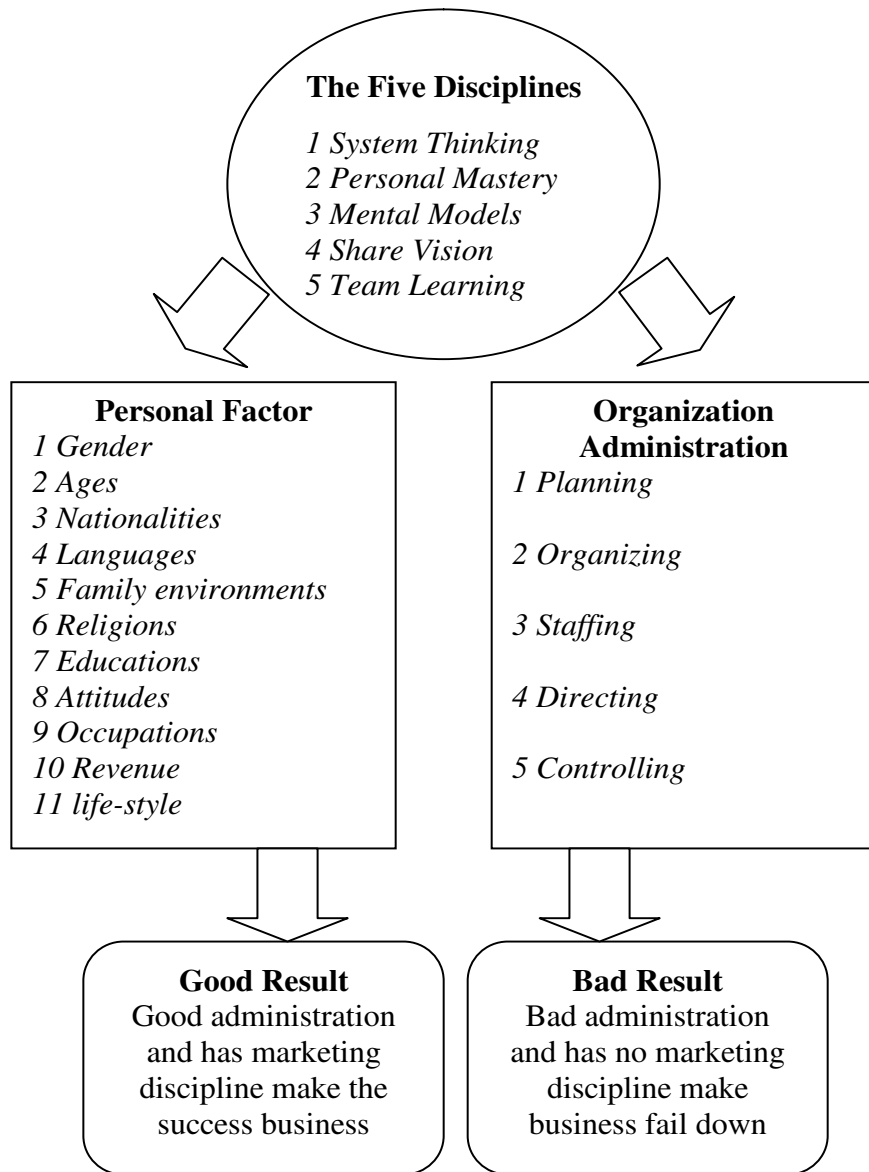 The Five Disciplines
1 System Thinking
2 Personal Mastery
3 Mental Models
4 Share Vision
5 Team Learning
Personal Factor
1 Gender
2 Ages
3 Nationalities
4 Languages
5 Family environments
6 Religions
7 Educations
8 Attitudes
9 Occupations
10 Revenue
11 life-style
Organization
Administration
1 Planning
2 Organizing
3 Staffing
4 Directing
5 Controlling
Good Result
Good administration
and has marketing
discipline make the
success business
Bad Result
Bad administration
and has no marketing
discipline make
business fail down